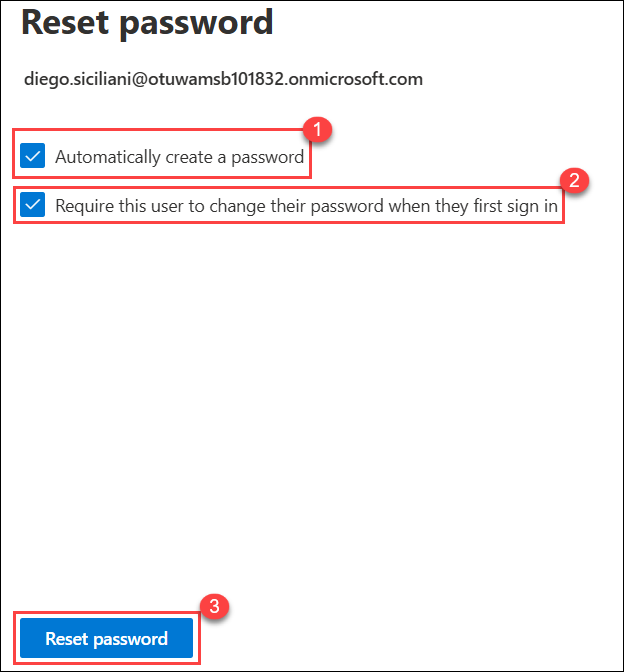 Reset password
diego.siciliani@otuwamsb101832.onmicrosoft.com
1
Automatically create a password
2
Require this user to change their password when they first sign in
3
Reset password